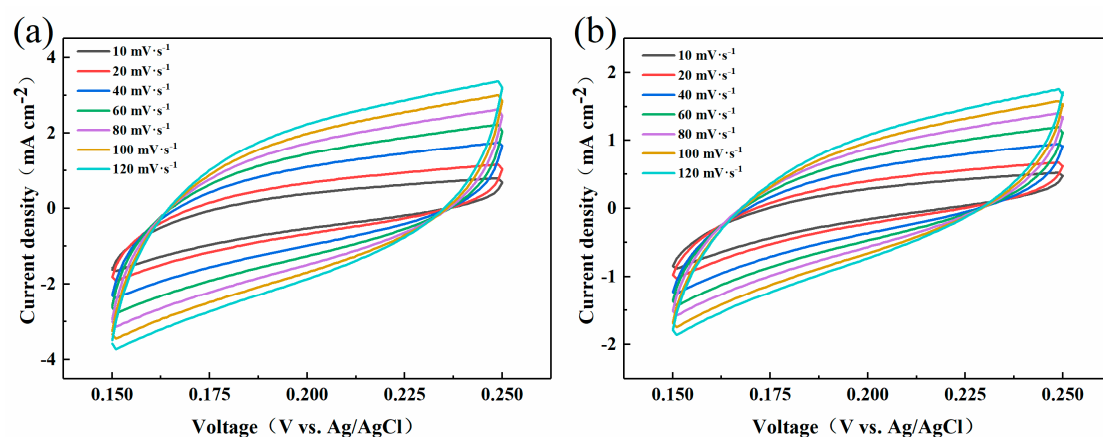 (a)
10 mV·s⁻¹
20 mV·s⁻¹
40 mV·s⁻¹
60 mV·s⁻¹
80 mV·s⁻¹
100 mV·s⁻¹
120 mV·s⁻¹
4
2
0
-2
-4
Current density（mA cm⁻²）
0.150 0.175 0.200 0.225 0.250
Voltage（V vs. Ag/AgCl）
(b)
10 mV·s⁻¹
20 mV·s⁻¹
40 mV·s⁻¹
60 mV·s⁻¹
80 mV·s⁻¹
100 mV·s⁻¹
120 mV·s⁻¹
2
1
0
-1
-2
Current density（mA cm⁻²）
0.150 0.175 0.200 0.225 0.250
Voltage（V vs. Ag/AgCl）